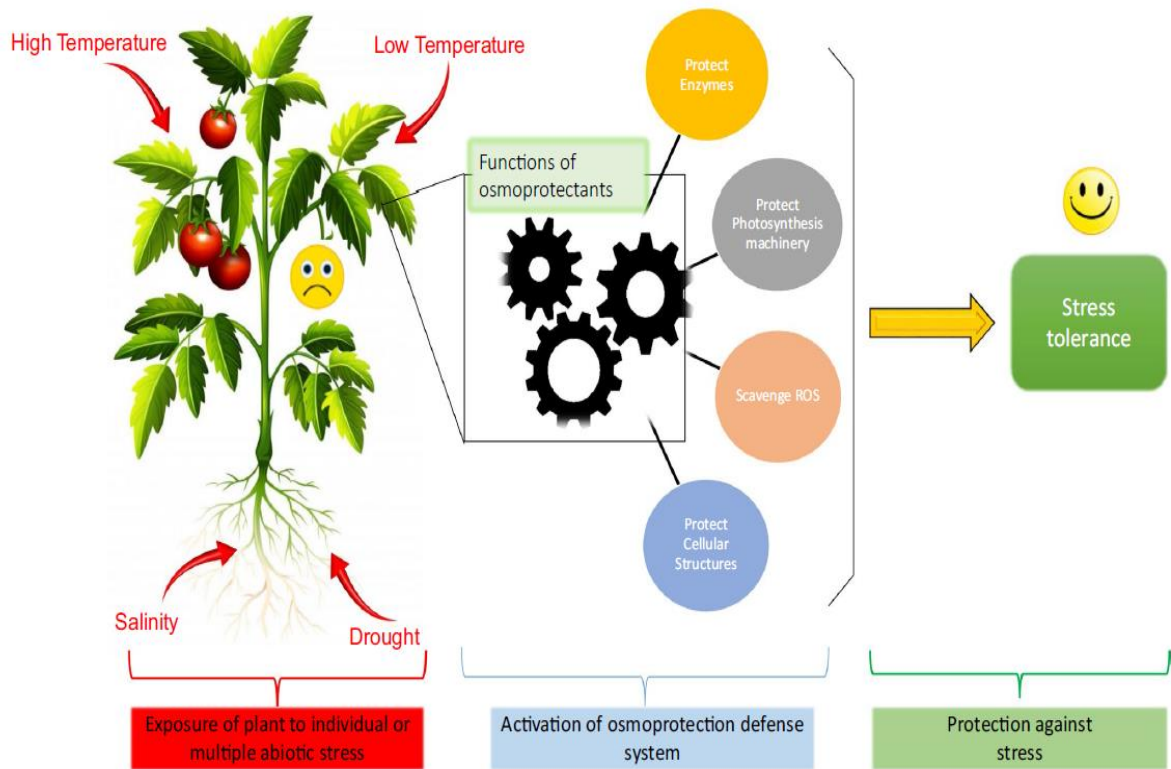 High Temperature
Low Temperature
Salinity
Drought
Functions of
osmoprotectants
Protect
Enzymes
Protect
Photosynthesis
machinery
Scavenge ROS
Protect
Cellular
Structures
Stress
tolerance
Exposure of plant to individual or
multiple abiotic stress
Activation of osmoprotection defense
system
Protection against
stress